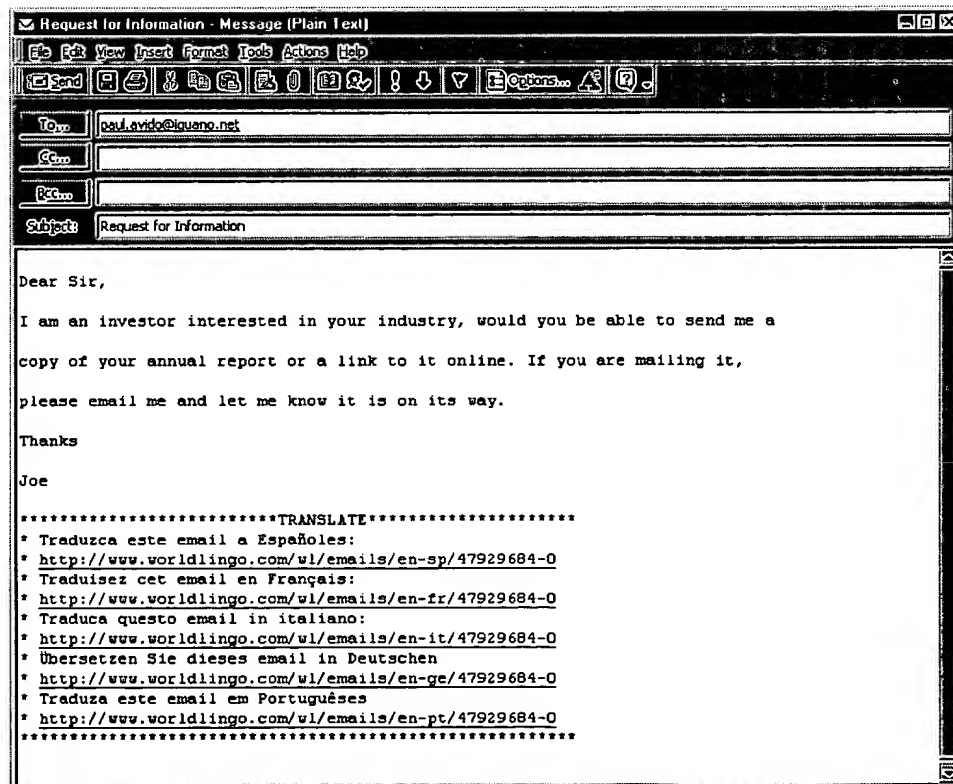 Request for Information - Message (Plain Text)
File Edit View Insert Format Tools Actions Help
Send Options...
To... paul.avido@iguano.net
Cc...
Bcc...
Subject: Request for Information
Dear Sir,
I am an investor interested in your industry, would you be able to send me a
copy of your annual report or a link to it online. If you are mailing it,
please email me and let me know it is on its way.
Thanks
Joe
**************************TRANSLATE*********************
* Traduzca este email a Españoles:
* http://www.worldlingo.com/wl/emails/en-sp/47929684-0
* Traduisez cet email en Français:
* http://www.worldlingo.com/wl/emails/en-fr/47929684-0
* Traduca questo email in italiano:
* http://www.worldlingo.com/wl/emails/en-it/47929684-0
* Übersetzen Sie dieses email in Deutschen
* http://www.worldlingo.com/wl/emails/en-ge/47929684-0
* Traduza este email em Portuguêses
* http://www.worldlingo.com/wl/emails/en-pt/47929684-0
********************************************************